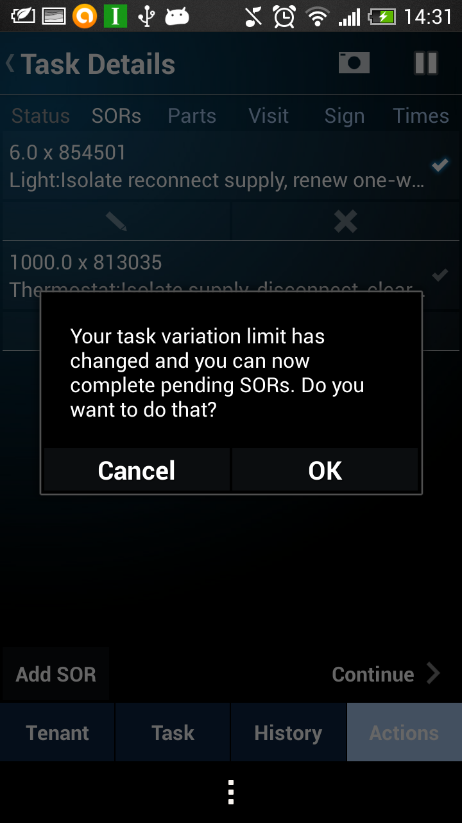 14:31
Task Details
Status SORs Parts Visit Sign Times
6.0 x 854501
Light:Isolate reconnect supply, renew one-w...
1000.0 x 813035
Thermostat:Isolate supply, disconnect, clear...
Your task variation limit has
changed and you can now
complete pending SORs. Do you
want to do that?
Cancel OK
Add SOR Continue
Tenant Task History Actions